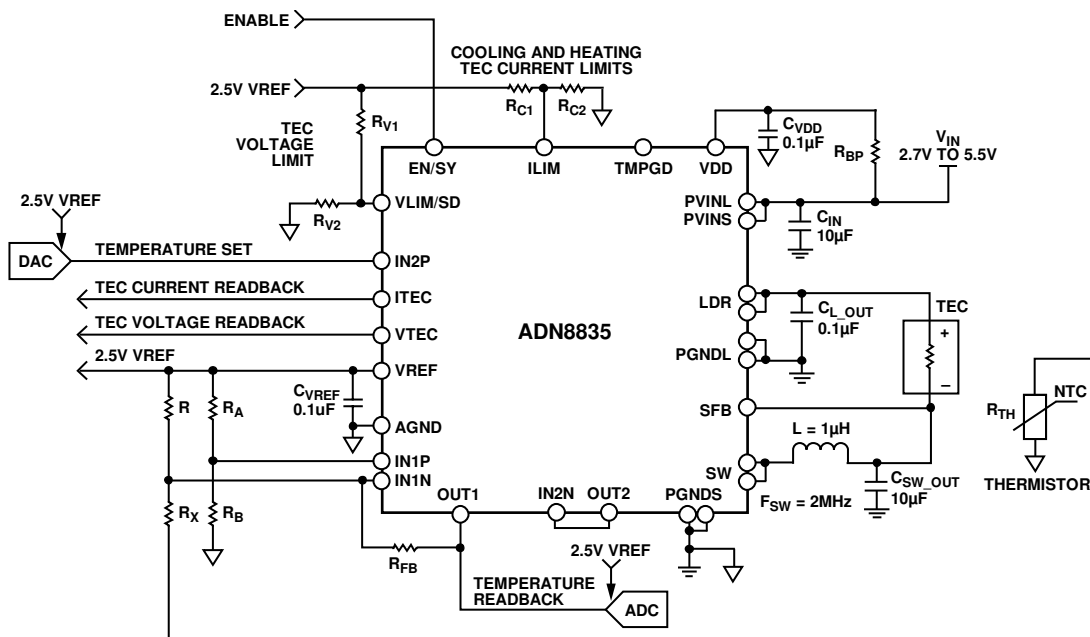 ENABLE
COOLING AND HEATING
TEC CURRENT LIMITS
2.5V VREF
RC1
RC2
TEC
VOLTAGE
LIMIT
RV1
RV2
CVDD
0.1µF
RBP
VIN
2.7V TO 5.5V
EN/SY
ILIM
TMPGD
VDD
VLIM/SD
PVINL
PVINS
CIN
10µF
2.5V VREF
DAC
TEMPERATURE SET
IN2P
TEC CURRENT READBACK
ITEC
TEC VOLTAGE READBACK
VTEC
2.5V VREF
VREF
ADN8835
LDR
CL_OUT
0.1µF
TEC
+
–
PGNDL
R
RA
CVREF
0.1uF
AGND
SFB
RTH
NTC
THERMISTOR
L = 1µH
IN1P
IN1N
SW
FSW = 2MHz
CSW_OUT
10µF
RX
RB
OUT1
IN2N
OUT2
PGNDS
RFB
2.5V VREF
TEMPERATURE
READBACK
ADC